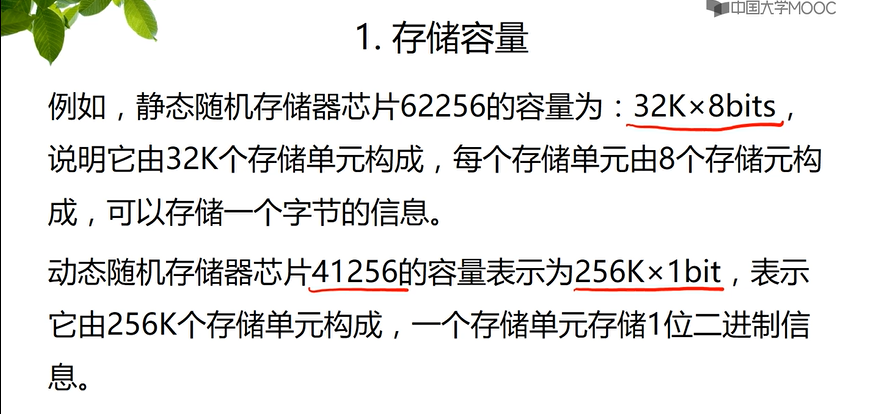 中国大学MOOC
1. 存储容量
例如，静态随机存储器芯片62256的容量为：32K×8bits，
说明它由32K个存储单元构成，每个存储单元由8个存储元构
成，可以存储一个字节的信息。
动态随机存储器芯片41256的容量表示为256K×1bit，表示
它由256K个存储单元构成，一个存储单元存储1位二进制信
息。